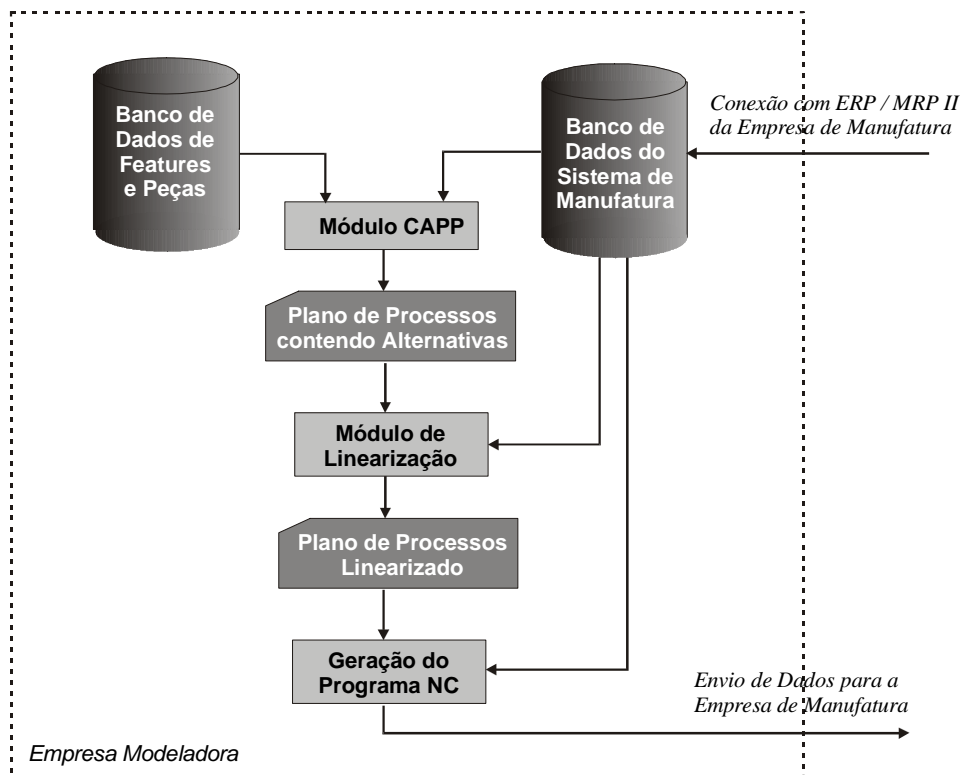 Banco de
Dados de
Features
e Peças
Banco de
Dados do
Sistema de
Manufatura
Conexão com ERP / MRP II
da Empresa de Manufatura
Módulo CAPP
Plano de Processos
contendo Alternativas
Módulo de
Linearização
Plano de Processos
Linearizado
Geração do
Programa NC
Envio de Dados para a
Empresa de Manufatura
Empresa Modeladora